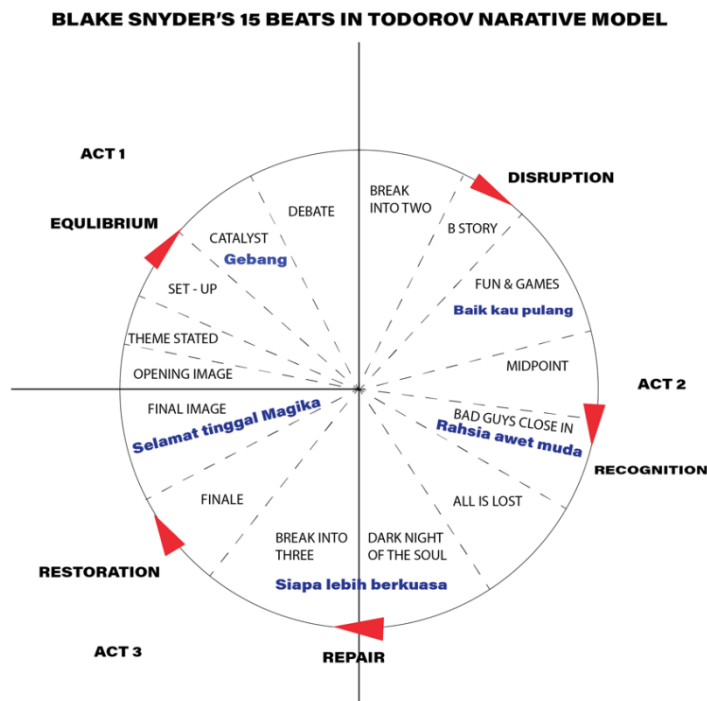 BLAKE SNYDER'S 15 BEATS IN TODOROV NARATIVE MODEL
ACT 1
DISRUPTION
EQULIBRIUM
DEBATE
BREAK
INTO TWO
B STORY
CATALYST
Gebang
FUN & GAMES
Baik kau pulang
SET - UP
THEME STATED
OPENING IMAGE
MIDPOINT
ACT 2
FINAL IMAGE
Selamat tinggal Magika
BAD GUYS CLOSE IN
Rahsia awet muda
RECOGNITION
FINALE
ALL IS LOST
BREAK INTO
THREE
DARK NIGHT
OF THE SOUL
Siapa lebih berkuasa
RESTORATION
ACT 3
REPAIR